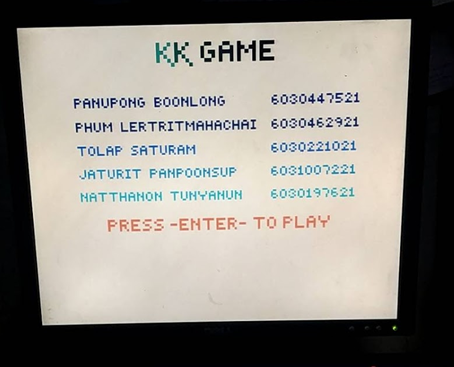 KK GAME
PANUPONG BOONLONG 6030447521
PHUM LERTRITMAHACHAI 6030462921
TOLAP SATURAM 6030221021
JATURIT PANPOONSUP 6031007221
NATTHANON TUNYANUN 6030197621
PRESS -ENTER- TO PLAY